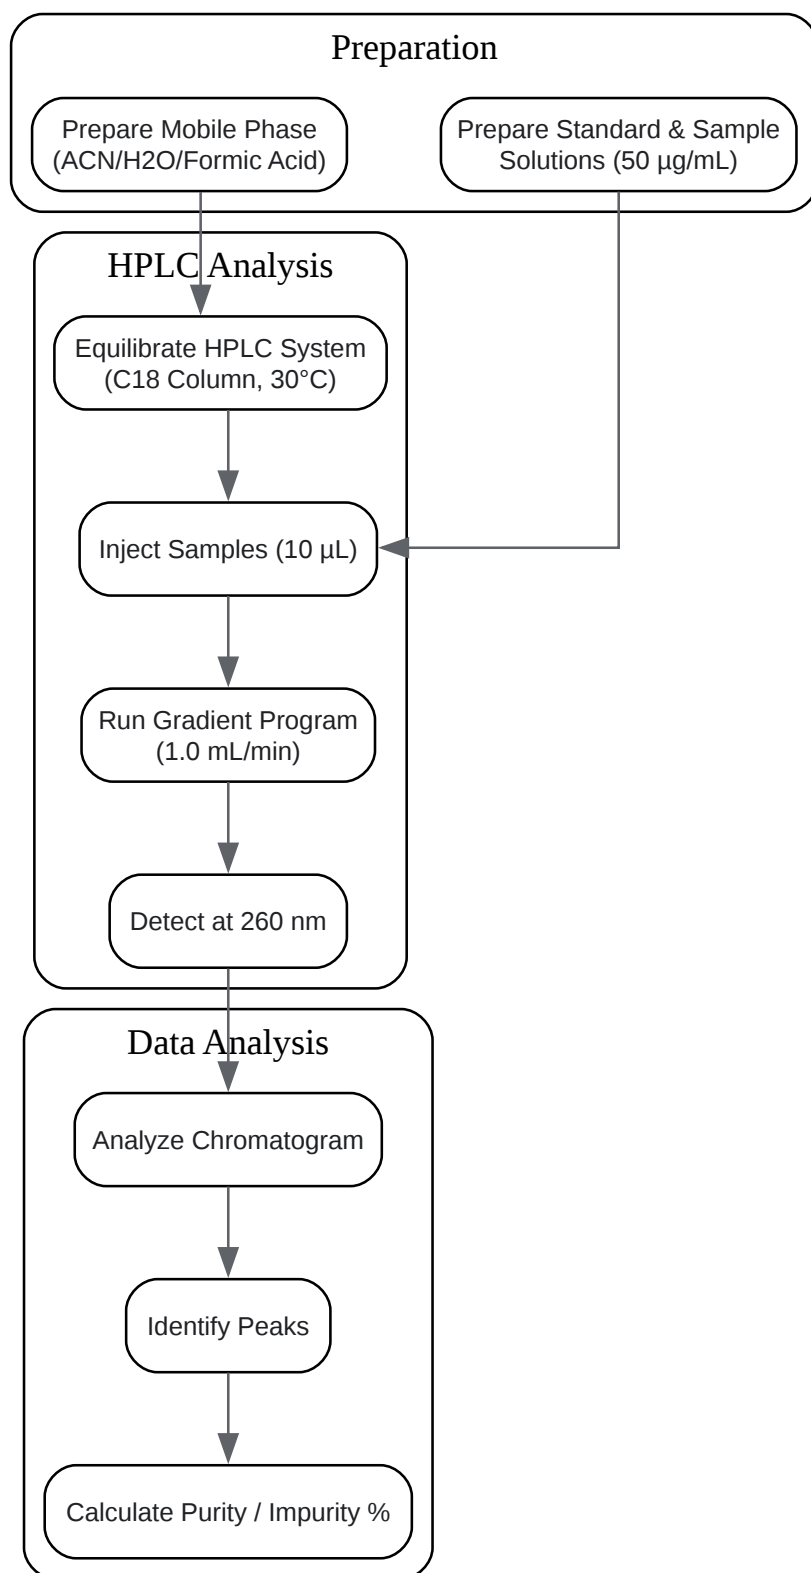 Preparation
Prepare Mobile Phase
(ACN/H2O/Formic Acid)
Prepare Standard & Sample
Solutions (50 µg/mL)
HPLC Analysis
Equilibrate HPLC System
(C18 Column, 30°C)
Inject Samples (10 µL)
Run Gradient Program
(1.0 mL/min)
Detect at 260 nm
Data Analysis
Analyze Chromatogram
Identify Peaks
Calculate Purity / Impurity %